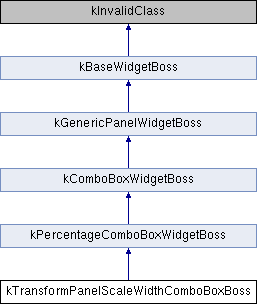 kInvalidClass
kBaseWidgetBoss
kGenericPanelWidgetBoss
kComboBoxWidgetBoss
kPercentageComboBoxWidgetBoss
kTransformPanelScaleWidthComboBoxBoss